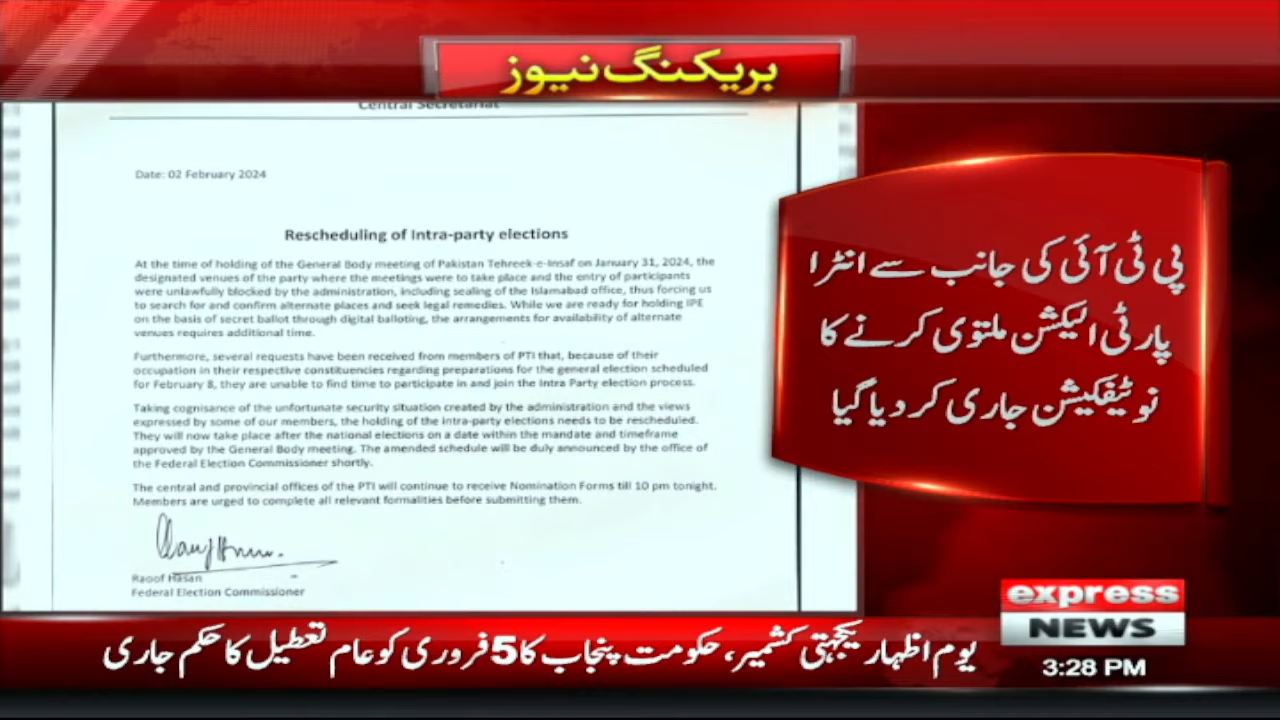 بریکنگ نیوز
Central Secretariat
Date: 02 February 2024
Rescheduling of Intra-party elections
At the time of holding of the General Body meeting of Pakistan Tehreek-e-Insaf on January 31, 2024, the
designated venues of the party where the meetings were to take place and the entry of participants
were unlawfully blocked by the administration, including sealing of the Islamabad office, thus forcing us
to search for and confirm alternate places and seek legal remedies. While we are ready for holding IPE
on the basis of secret ballot through digital balloting, the arrangements for availability of alternate
venues requires additional time.
Furthermore, several requests have been received from members of PTI that, because of their
occupation in their respective constituencies regarding preparations for the general election scheduled
for February 8, they are unable to find time to participate in and join the Intra Party election process.
Taking cognisance of the unfortunate security situation created by the administration and the views
expressed by some of our members, the holding of the intra-party elections needs to be rescheduled.
They will now take place after the national elections on a date within the mandate and timeframe
approved by the General Body meeting. The amended schedule will be duly announced by the office of
the Federal Election Commissioner shortly.
The central and provincial offices of the PTI will continue to receive Nomination Forms till 10 pm tonight.
Members are urged to complete all relevant formalities before submitting them.
Raoof Hasan
Federal Election Commissioner
پی ٹی آئی کی جانب سے انٹرا
پارٹی الیکشن ملتوی کرنے کا
نوٹیفکیشن جاری کر دیا گیا
express
NEWS
3:28 PM
یوم اظہار یکجہتی کشمیر، حکومت پنجاب کا 5 فروری کو عام تعطیل کا حکم جاری